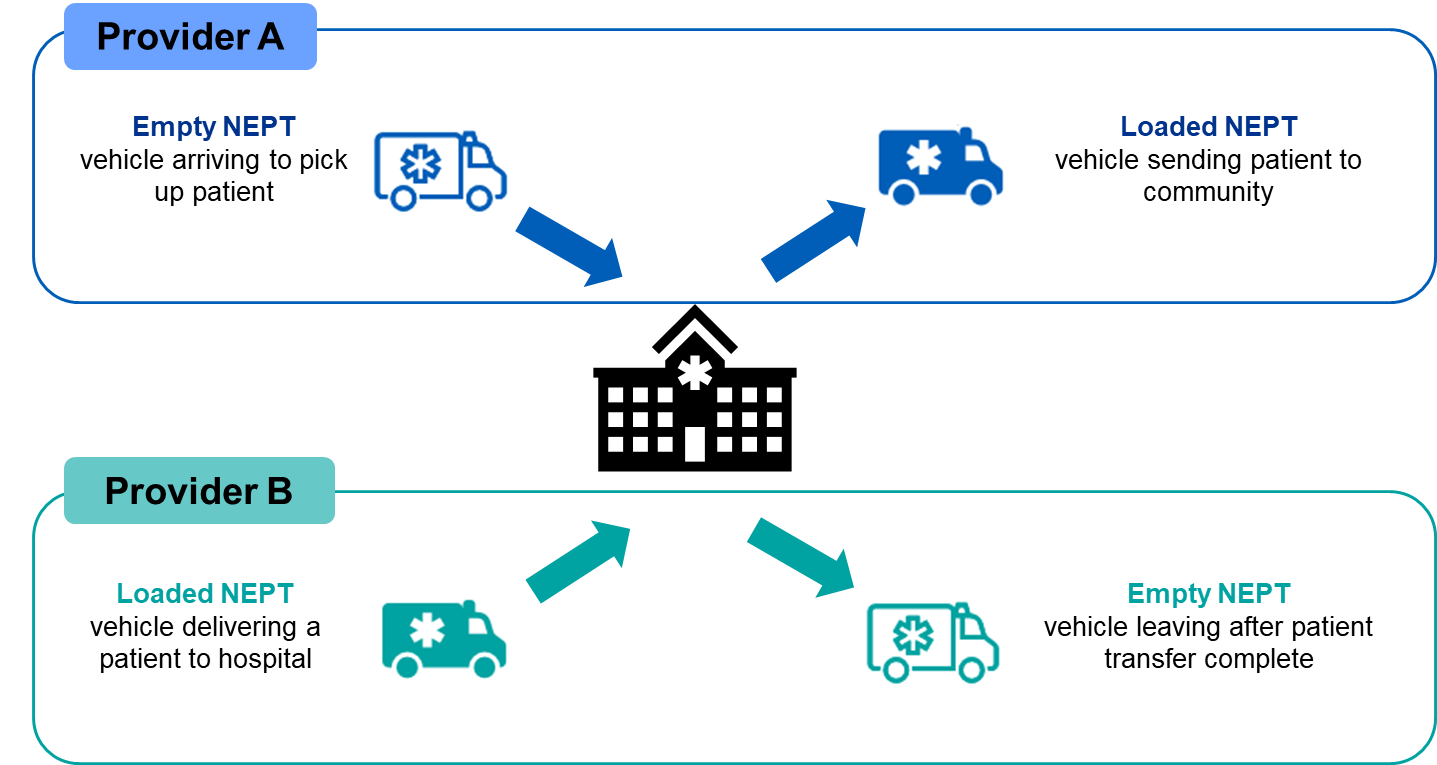 Provider A
Empty NEPT
vehicle arriving to pick
up patient
Loaded NEPT
vehicle sending patient to
community
Provider B
Loaded NEPT
vehicle delivering a
patient to hospital
Empty NEPT
vehicle leaving after patient
transfer complete